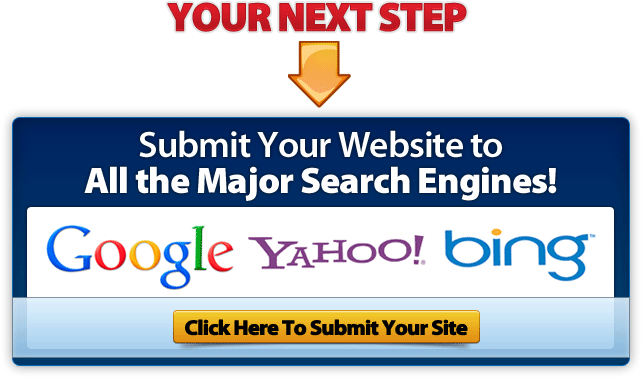 YOUR NEXT STEP
Submit Your Website to
All the Major Search Engines!
Google YAHOO!® bing™
Click Here To Submit Your Site